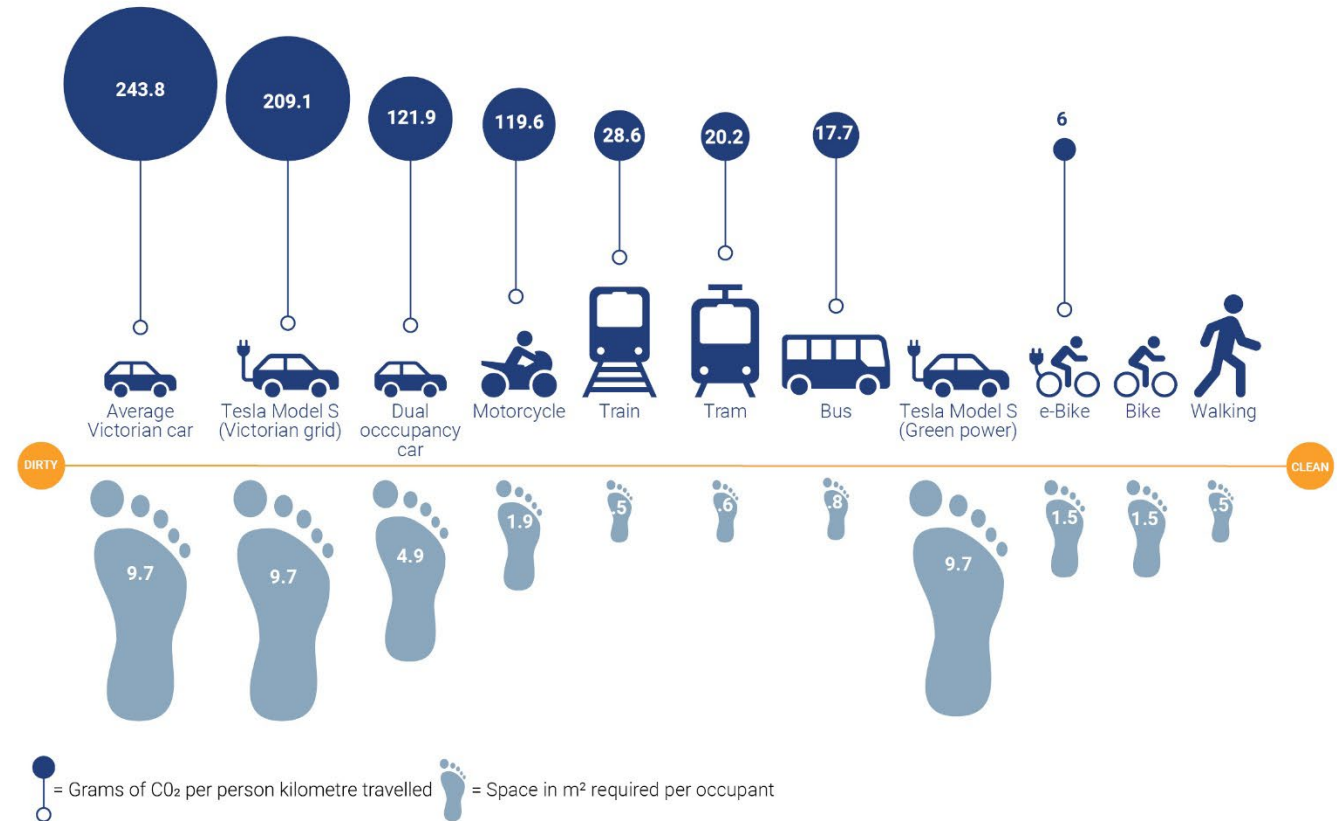 243.8
209.1
121.9
119.6
28.6
20.2
17.7
6
Average
Victorian car
Tesla Model S
(Victorian grid)
Dual
occcupancy
car
Motorcycle
Train
Tram
Bus
Tesla Model S
(Green power)
e-Bike
Bike
Walking
DIRTY
CLEAN
9.7
9.7
4.9
1.9
.5
.6
.8
9.7
1.5
1.5
.5
= Grams of C0₂ per person kilometre travelled
= Space in m² required per occupant